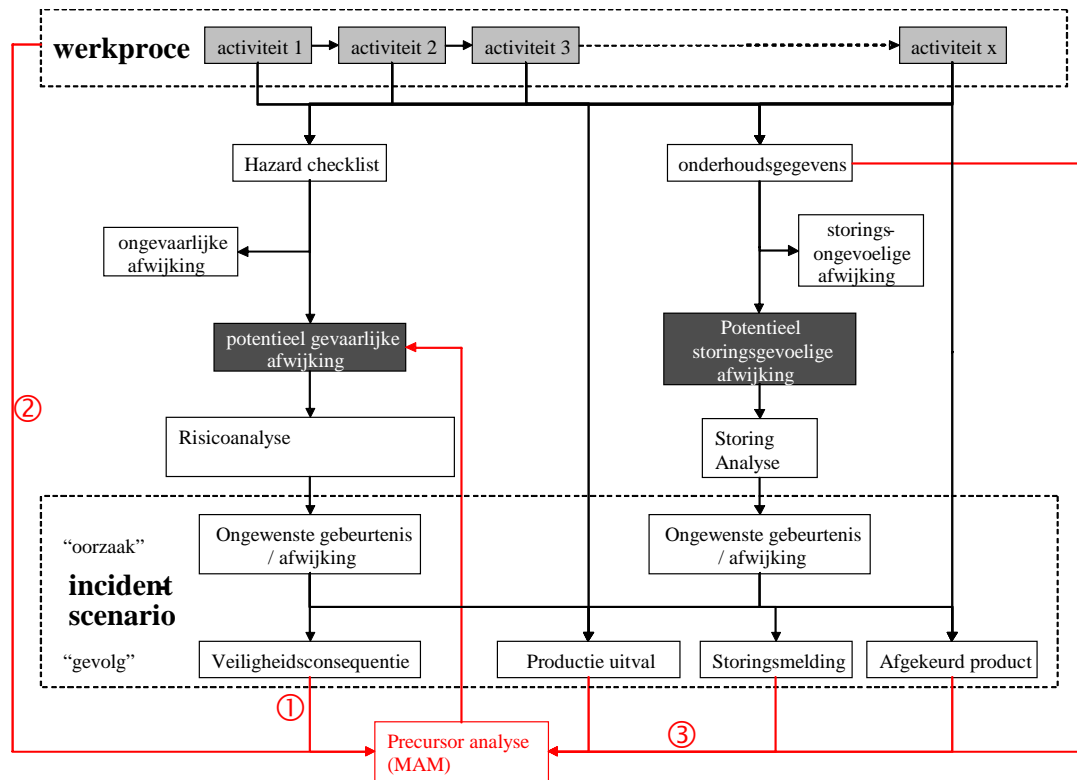 werkproce
activiteit 1
activiteit 2
activiteit 3
activiteit x
Hazard checklist
onderhoudsgegevens
ongevaarlijke
afwijking
storings-
ongevoelige
afwijking
potentieel gevaarlijke
afwijking
Potentieel
storingsgevoelige
afwijking
②
Risicoanalyse
Storing
Analyse
“oorzaak”
Ongewenste gebeurtenis
/ afwijking
Ongewenste gebeurtenis
/ afwijking
incident-
scenario
“gevolg”
Veiligheidsconsequentie
Productie uitval
Storingsmelding
Afgekeurd product
①
Precursor analyse
(MAM)
③